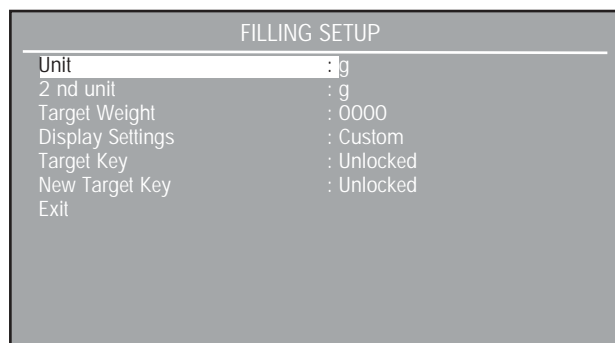 FILLING SETUP
Unit : g
2 nd unit : g
Target Weight : 0000
Display Settings : Custom
Target Key : Unlocked
New Target Key : Unlocked
Exit